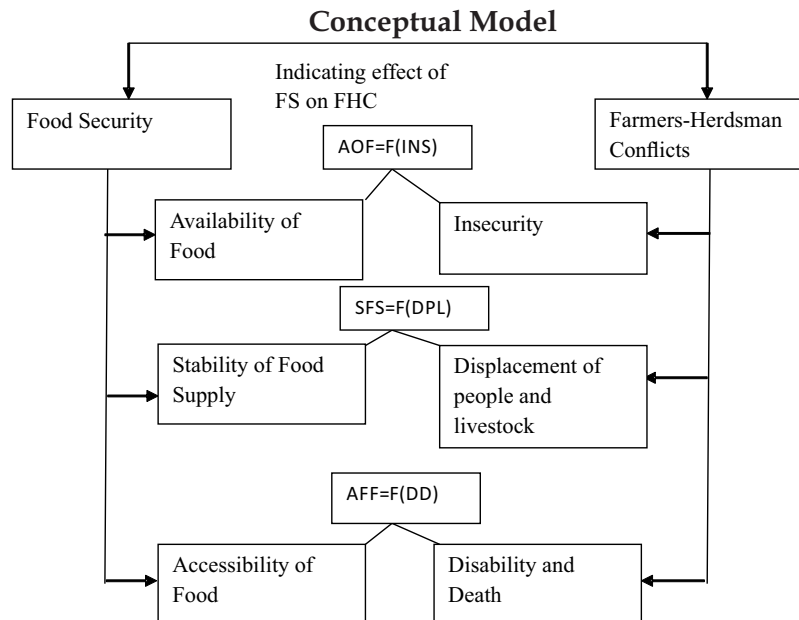 Conceptual Model
Indicating effect of
FS on FHC
Food Security
Farmers-Herdsman
Conflicts
AOF=F(INS)
Availability of
Food
Insecurity
SFS=F(DPL)
Stability of Food
Supply
Displacement of
people and
livestock
AFF=F(DD)
Accessibility of
Food
Disability and
Death